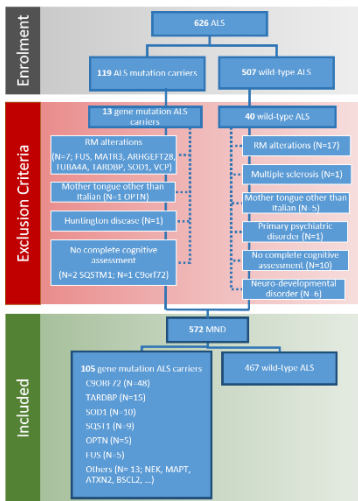 Enrolment
626 ALS
119 ALS mutation carriers
507 wild-type ALS
Exclusion Criteria
13 gene mutation ALS
carriers
RM alterations
(N=7; FUS, MATR3, ARHGEFT28,
TUBA4A, TARDBP, SOD1, VCP)
Mother tongue other than
Italian (N=1 OPTN)
Huntington disease (N=1)
No complete cognitive
assessment
(N=2 SQSTM1; N=1 C9orf72)
40 wild-type ALS
RM alterations (N=17)
Multiple sclerosis (N=1)
Mother tongue other than
Italian (N=5)
Primary psychiatric
disorder (N=1)
No complete cognitive
assessment (N=10)
Neuro-developmental
disorder (N=6)
Included
572 MND
105 gene mutation ALS carriers
C9ORF72 (N=48)
TARDBP (N=15)
SOD1 (N=10)
SQST1 (N=9)
OPTN (N=5)
FUS (N=5)
Others (N= 13; NEK, MAPT,
ATXN2, BSCL2, ...)
467 wild-type ALS